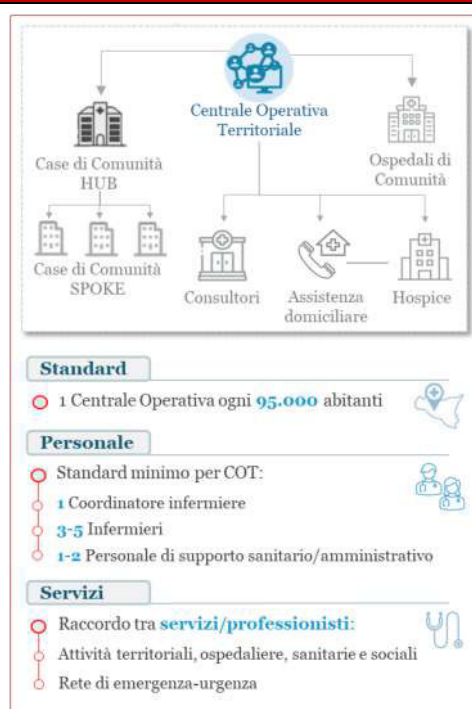 Centrale Operativa
Territoriale
Case di Comunità
HUB
Ospedali di
Comunità
Case di Comunità
SPOKE
Consultori
Assistenza
domiciliare
Hospice
Standard
1 Centrale Operativa ogni 95.000 abitanti
Personale
Standard minimo per COT:
1 Coordinatore infermiere
3-5 Infermieri
1-2 Personale di supporto sanitario/amministrativo
Servizi
Raccordo tra servizi/professionisti:
Attività territoriali, ospedaliere, sanitarie e sociali
Rete di emergenza-urgenza